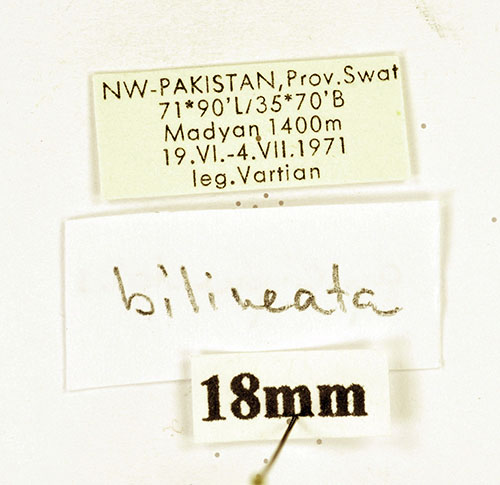 NW-PAKISTAN,Prov.Swat
71*90'L/35*70'B
Madyan 1400m
19.VI.-4.VII.1971
leg.Vartian
bilineata
18mm